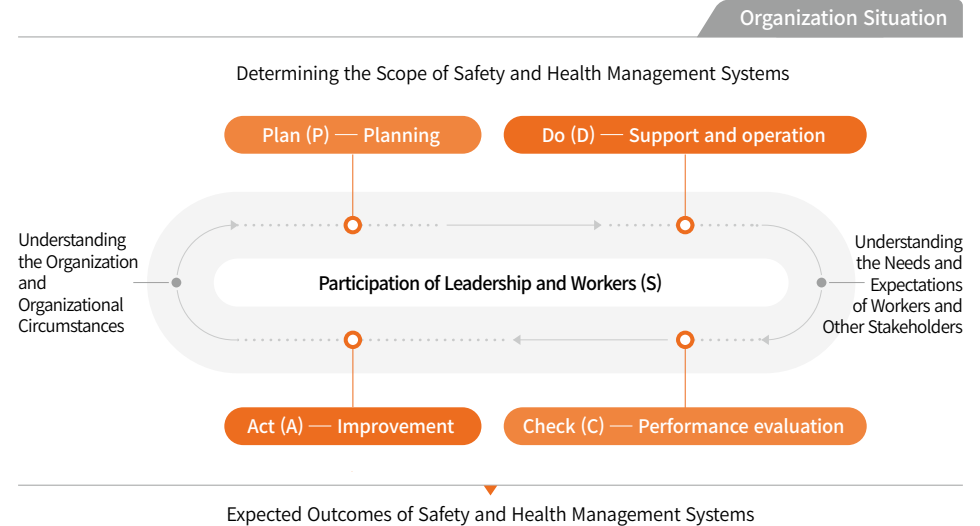 Organization Situation
Determining the Scope of Safety and Health Management Systems
Plan (P) — Planning
Do (D) — Support and operation
Understanding
the Organization
and
Organizational
Circumstances
Participation of Leadership and Workers (S)
Understanding
the Needs and
Expectations
of Workers and
Other Stakeholders
Act (A) — Improvement
Check (C) — Performance evaluation
Expected Outcomes of Safety and Health Management Systems